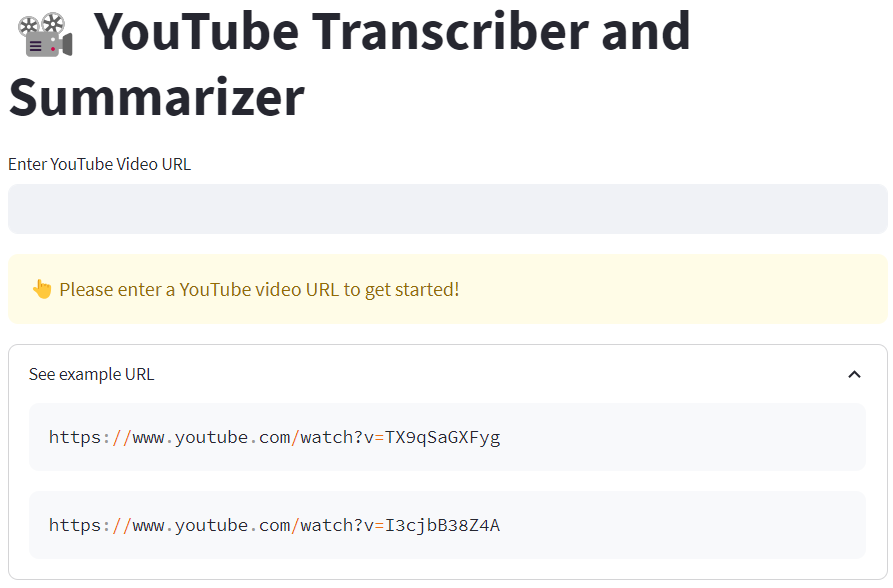 YouTube Transcriber and
Summarizer
Enter YouTube Video URL
👆 Please enter a YouTube video URL to get started!
See example URL
https://www.youtube.com/watch?v=TX9qSaGXFyg
https://www.youtube.com/watch?v=I3cjbB38Z4A